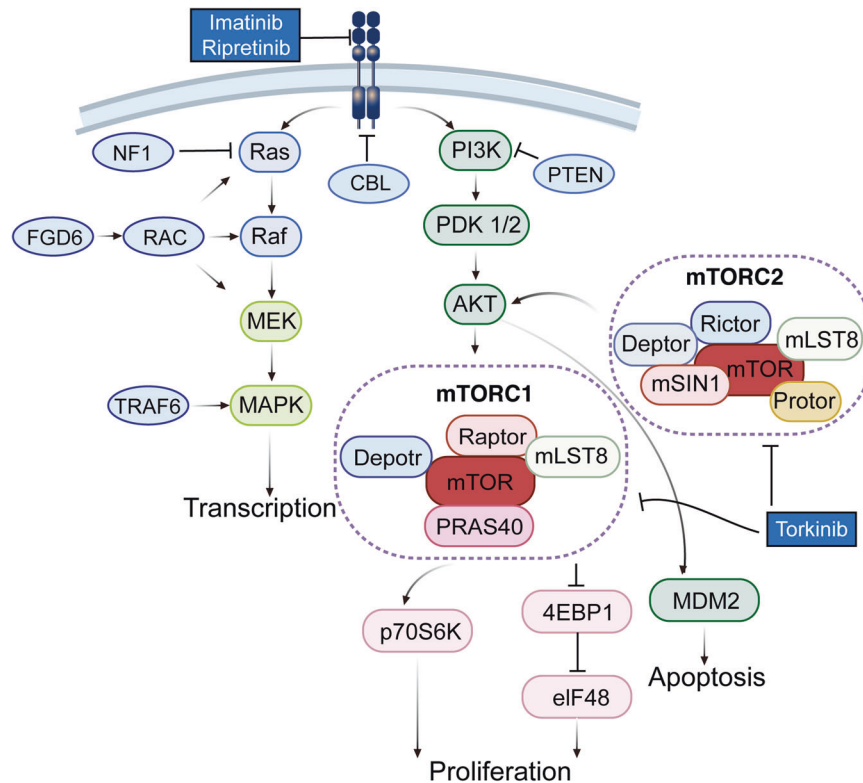 Imatinib
Ripretinib
NF1
Ras
CBL
PI3K
PTEN
FGD6
RAC
Raf
PDK 1/2
MEK
AKT
mTORC2
Deptor
Rictor
mLST8
mTOR
mSIN1
Protor
TRAF6
MAPK
mTORC1
Depotr
Raptor
mLST8
mTOR
PRAS40
Transcription
Torkinib
p70S6K
4EBP1
MDM2
eIF48
Apoptosis
Proliferation